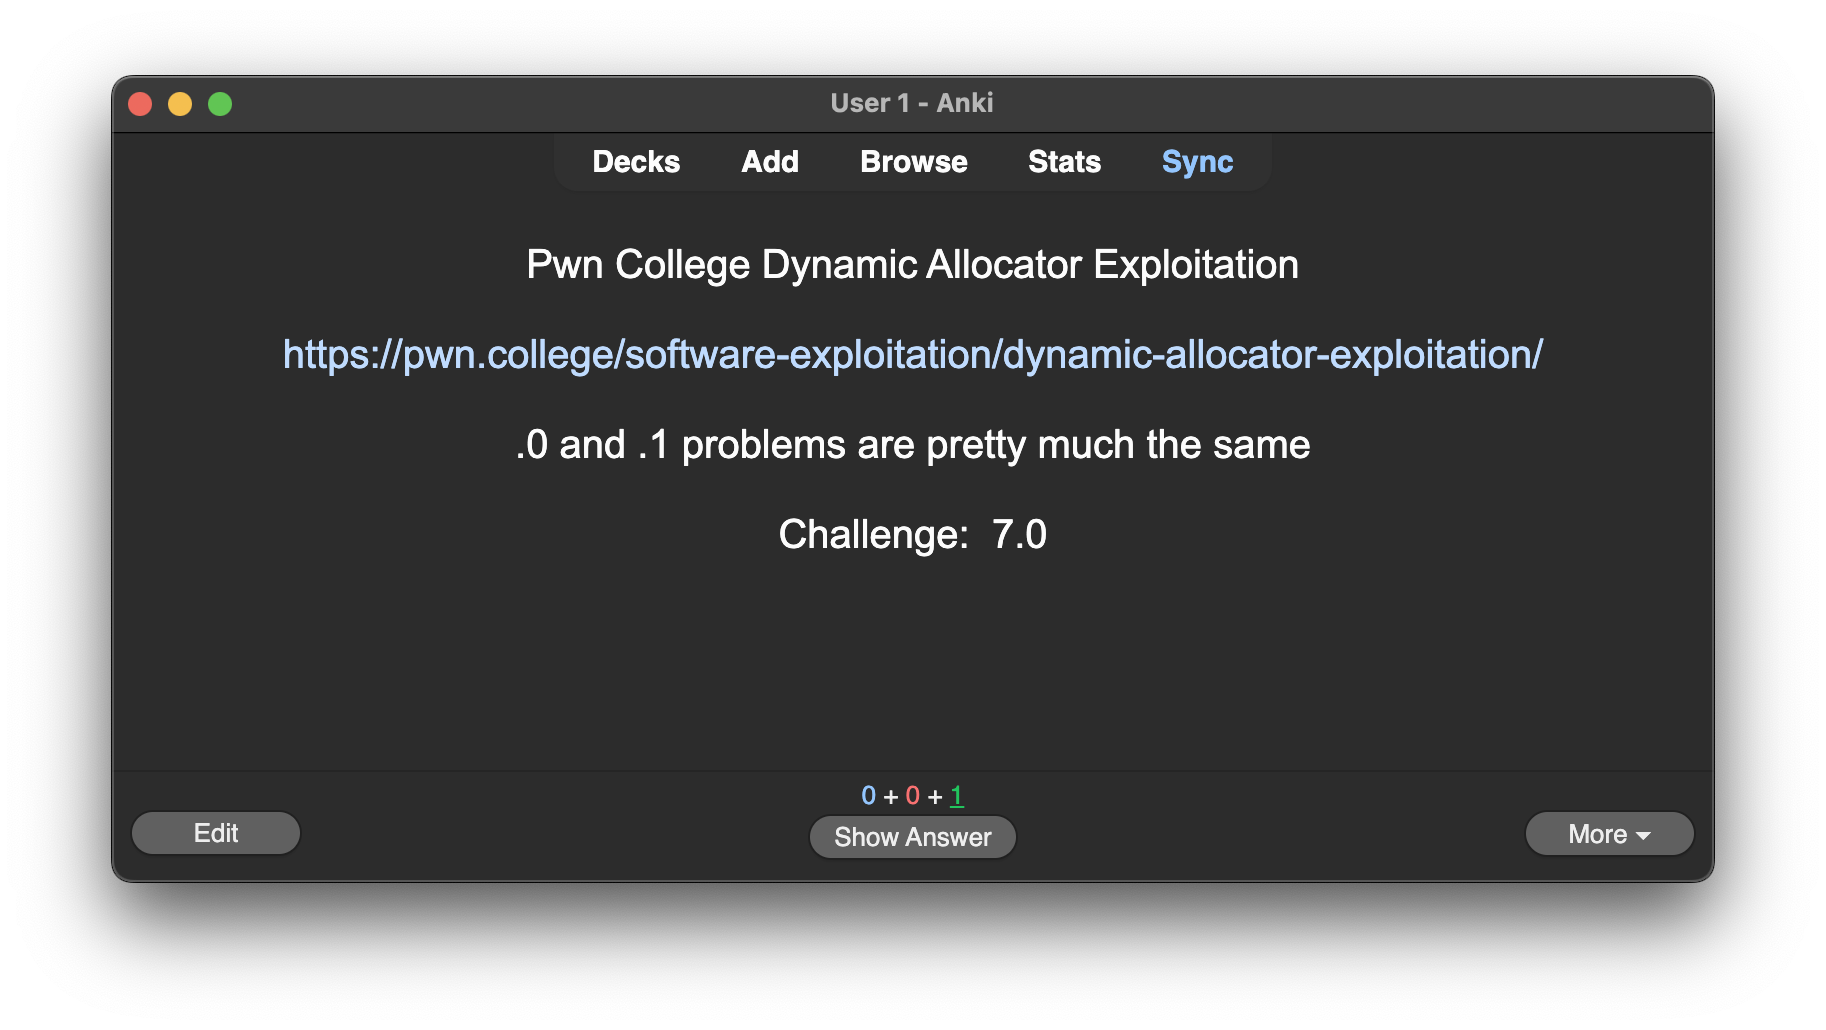 User 1 - Anki
Decks Add Browse Stats Sync
Pwn College Dynamic Allocator Exploitation
https://pwn.college/software-exploitation/dynamic-allocator-exploitation/
.0 and .1 problems are pretty much the same
Challenge: 7.0
0 + 0 + 1
Edit Show Answer More